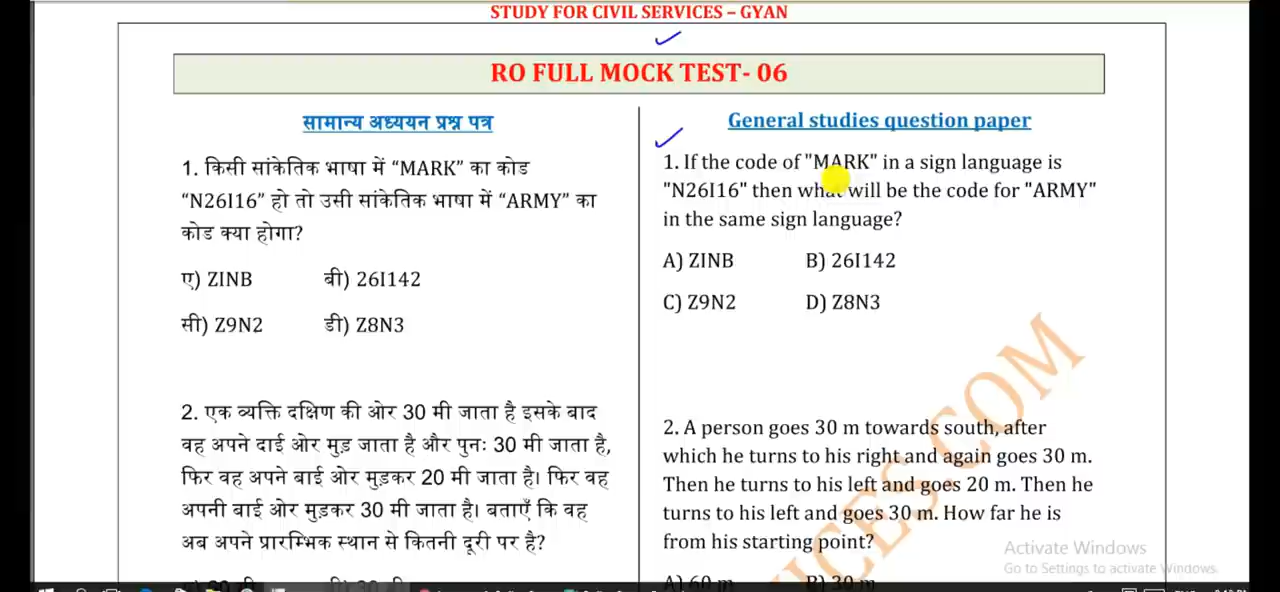 STUDY FOR CIVIL SERVICES – GYAN
RO FULL MOCK TEST- 06
सामान्य अध्ययन प्रश्न पत्र
1. किसी सांकेतिक भाषा में “MARK” का कोड
“N26I16” हो तो उसी सांकेतिक भाषा में “ARMY” का
कोड क्या होगा?
ए) ZINB बी) 26I142
सी) Z9N2 डी) Z8N3
2. एक व्यक्ति दक्षिण की ओर 30 मी जाता है इसके बाद
वह अपने दाई ओर मुड़ जाता है और पुनः 30 मी जाता है,
फिर वह अपने बाई ओर मुड़कर 20 मी जाता है। फिर वह
अपनी बाई ओर मुड़कर 30 मी जाता है। बताएँ कि वह
अब अपने प्रारम्भिक स्थान से कितनी दूरी पर है?
General studies question paper
1. If the code of "MARK" in a sign language is
"N26I16" then what will be the code for "ARMY"
in the same sign language?
A) ZINB B) 26I142
C) Z9N2 D) Z8N3
2. A person goes 30 m towards south, after
which he turns to his right and again goes 30 m.
Then he turns to his left and goes 20 m. Then he
turns to his left and goes 30 m. How far he is
from his starting point?
A) 60 m B) 30 m
Activate Windows
Go to Settings to activate Windows.